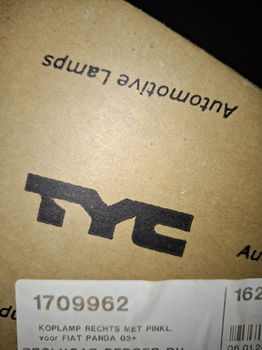 Automotive Lamps
TYC
Au
1709962
162
KOPLAMP RECHTS MET PINKL.
voor FIAT PANDA 03+